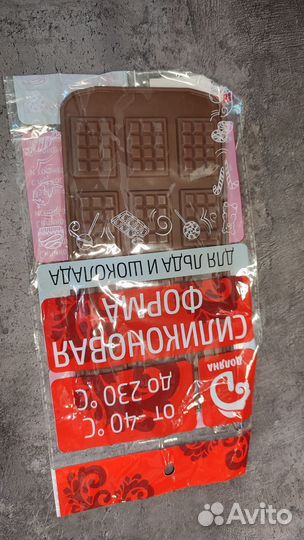 от -40 °C
до 230 °C
ДОЛЯНА
СИЛИКОНОВАЯ
ФОРМА
ДЛЯ ЛЬДА И ШОКОЛАДА
Avito